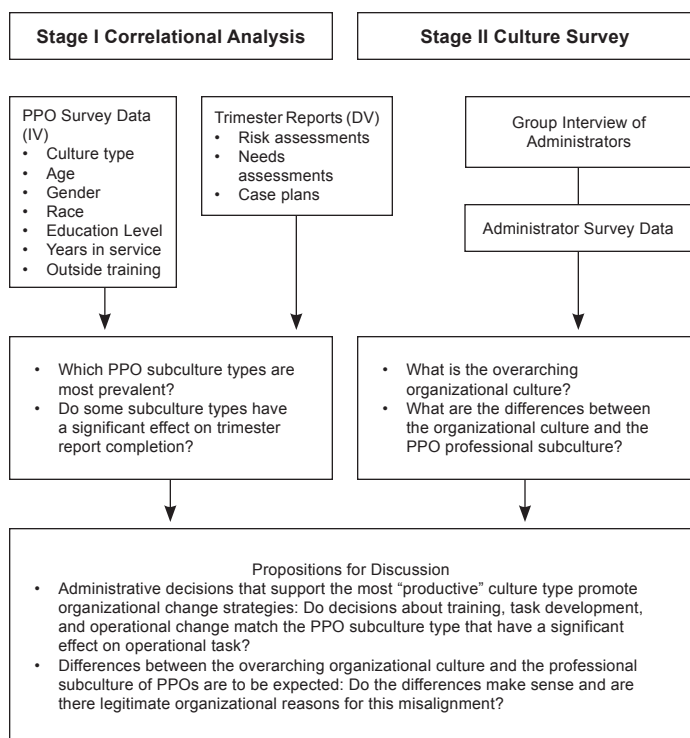 Stage I Correlational Analysis
Stage II Culture Survey
PPO Survey Data
(IV)
• Culture type
• Age
• Gender
• Race
• Education Level
• Years in service
• Outside training
Trimester Reports (DV)
• Risk assessments
• Needs
assessments
• Case plans
Group Interview of
Administrators
Administrator Survey Data
• Which PPO subculture types are
most prevalent?
• Do some subculture types have
a significant effect on trimester
report completion?
• What is the overarching
organizational culture?
• What are the differences between
the organizational culture and the
PPO professional subculture?
Propositions for Discussion
• Administrative decisions that support the most “productive” culture type promote
organizational change strategies: Do decisions about training, task development,
and operational change match the PPO subculture type that have a significant
effect on operational task?
• Differences between the overarching organizational culture and the professional
subculture of PPOs are to be expected: Do the differences make sense and are
there legitimate organizational reasons for this misalignment?